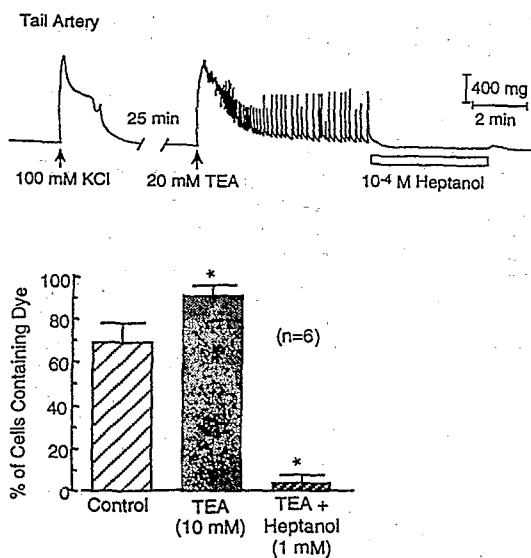 Tail Artery
400 mg
2 min
25 min
100 mM KCl
20 mM TEA
10⁻⁴ M Heptanol
% of Cells Containing Dye
100
80
60
40
20
0
*
*
(n=6)
Control
TEA
(10 mM)
TEA +
Heptanol
(1 mM)